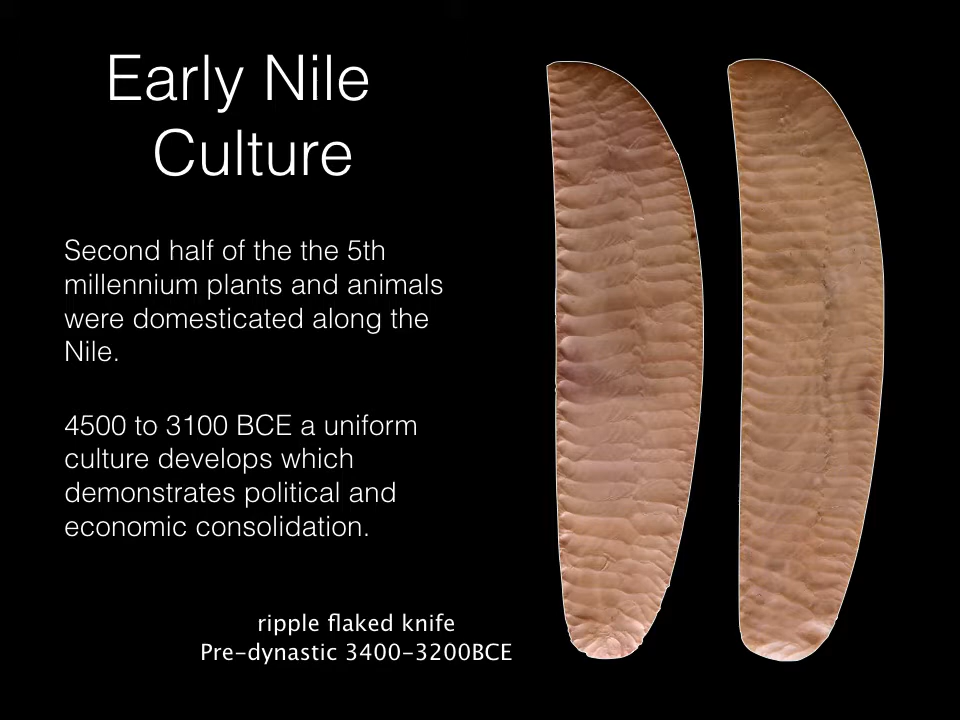 Early Nile
Culture
Second half of the the 5th
millennium plants and animals
were domesticated along the
Nile.
4500 to 3100 BCE a uniform
culture develops which
demonstrates political and
economic consolidation.
ripple flaked knife
Pre-dynastic 3400-3200BCE